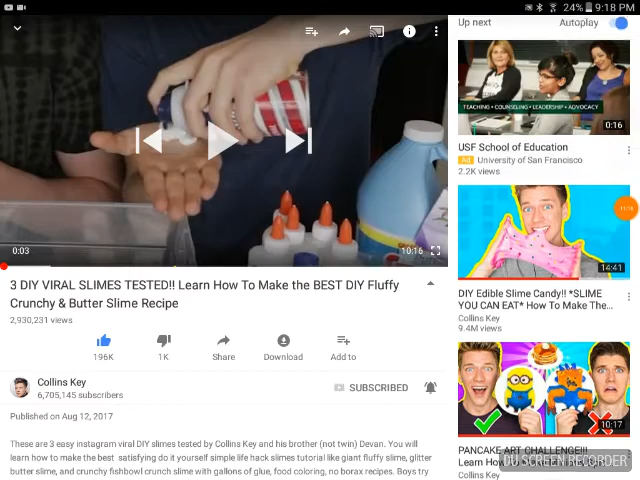 24% 9:18 PM
Up next Autoplay
0:03
10:16
3 DIY VIRAL SLIMES TESTED!! Learn How To Make the BEST DIY Fluffy
Crunchy & Butter Slime Recipe
2,930,231 views
196K
1K
Share
Download
Add to
Collins Key
6,705,145 subscribers
SUBSCRIBED
Published on Aug 12, 2017
These are 3 easy instagram viral DIY slimes tested by Collins Key and his brother (not twin) Devan. You will
learn how to make the best satisfying do it yourself simple life hack slimes tutorial like giant fluffy slime, glitter
butter slime, and crunchy fishbowl crunch slime with gallons of glue, food coloring, no borax recipes. Boys try
TEACHING • COUNSELING • LEADERSHIP • ADVOCACY
0:16
USF School of Education
Ad University of San Francisco
2.2K views
14:41
DIY Edible Slime Candy!! *SLIME
YOU CAN EAT* How To Make The...
Collins Key
9.4M views
10:17
PANCAKE ART CHALLENGE!!!
Learn How
DU SCREEN RECORDER